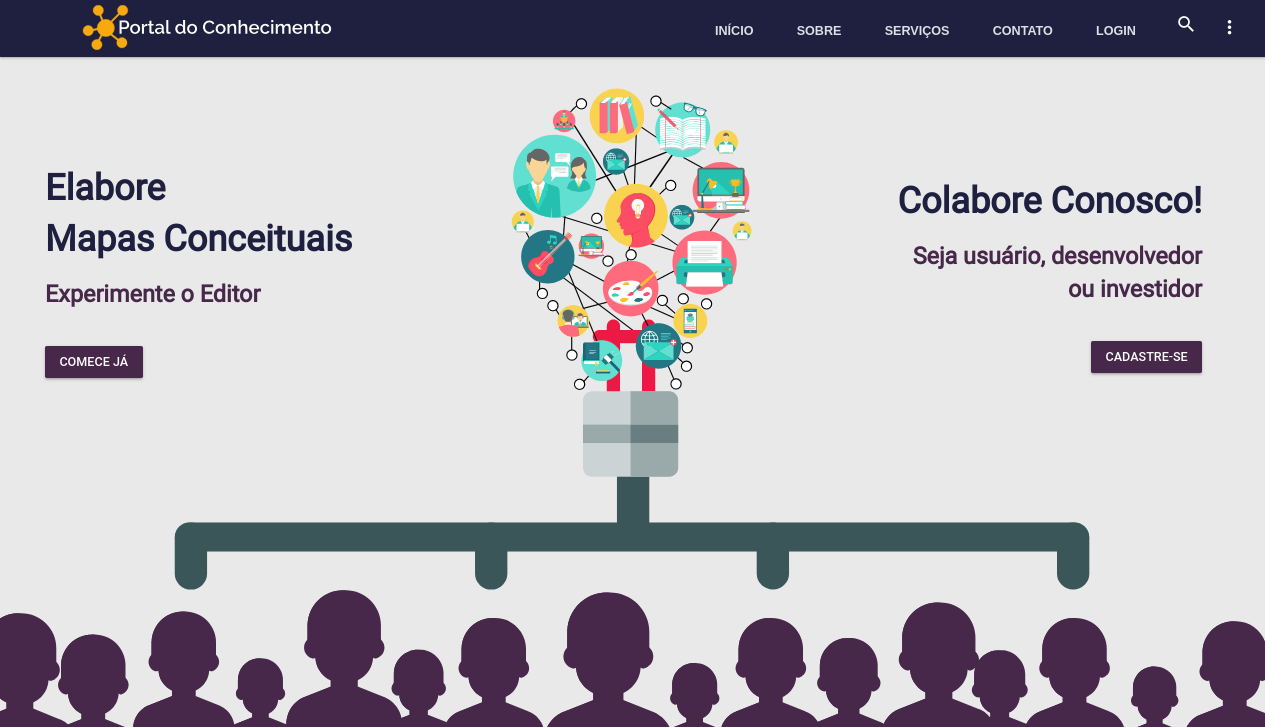 Portal do Conhecimento
INÍCIO
SOBRE
SERVIÇOS
CONTATO
LOGIN
Elabore
Mapas Conceituais
Experimente o Editor
COMECE JÁ
Colabore Conosco!
Seja usuário, desenvolvedor
ou investidor
CADASTRE-SE